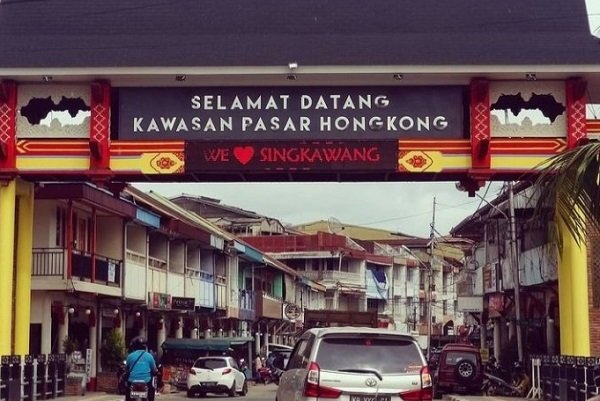 SELAMAT DATANG
KAWASAN PASAR HONGKONG
WE ❤ SINGKAWANG